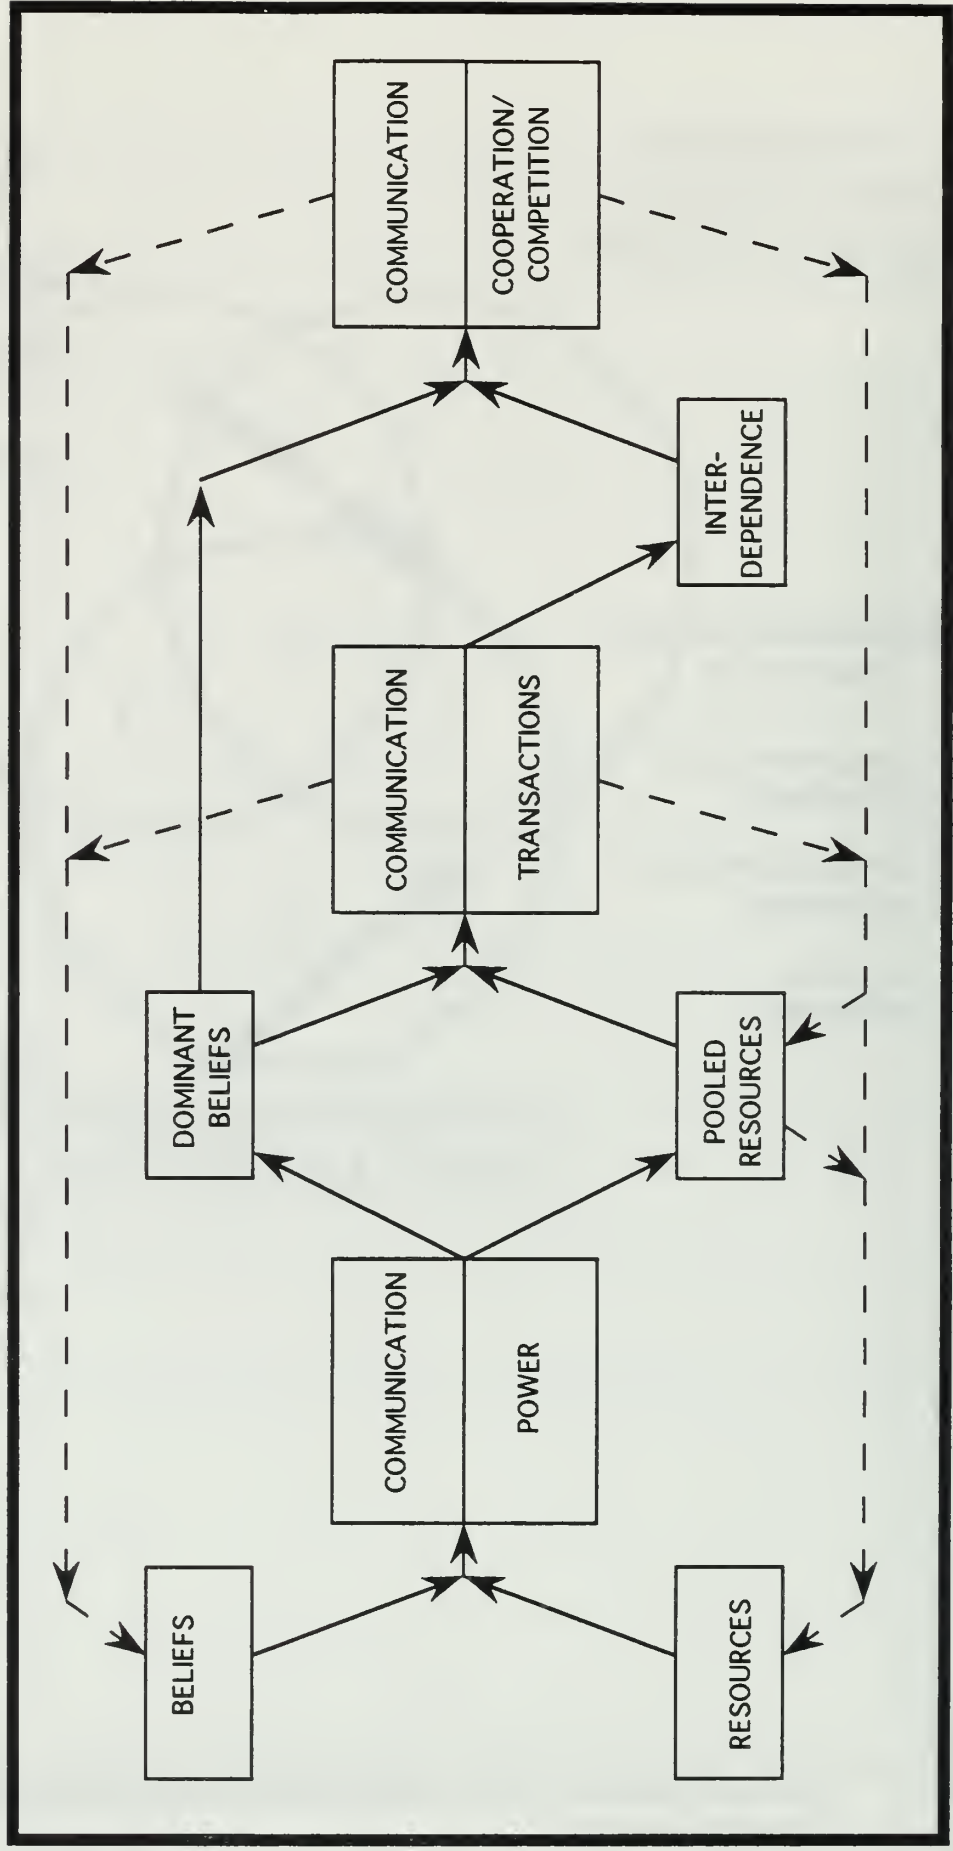 BELIEFS
RESOURCES
COMMUNICATION
POWER
DOMINANT
BELIEFS
POOLED
RESOURCES
COMMUNICATION
TRANSACTIONS
INTER-
DEPENDENCE
COMMUNICATION
COOPERATION/
COMPETITION